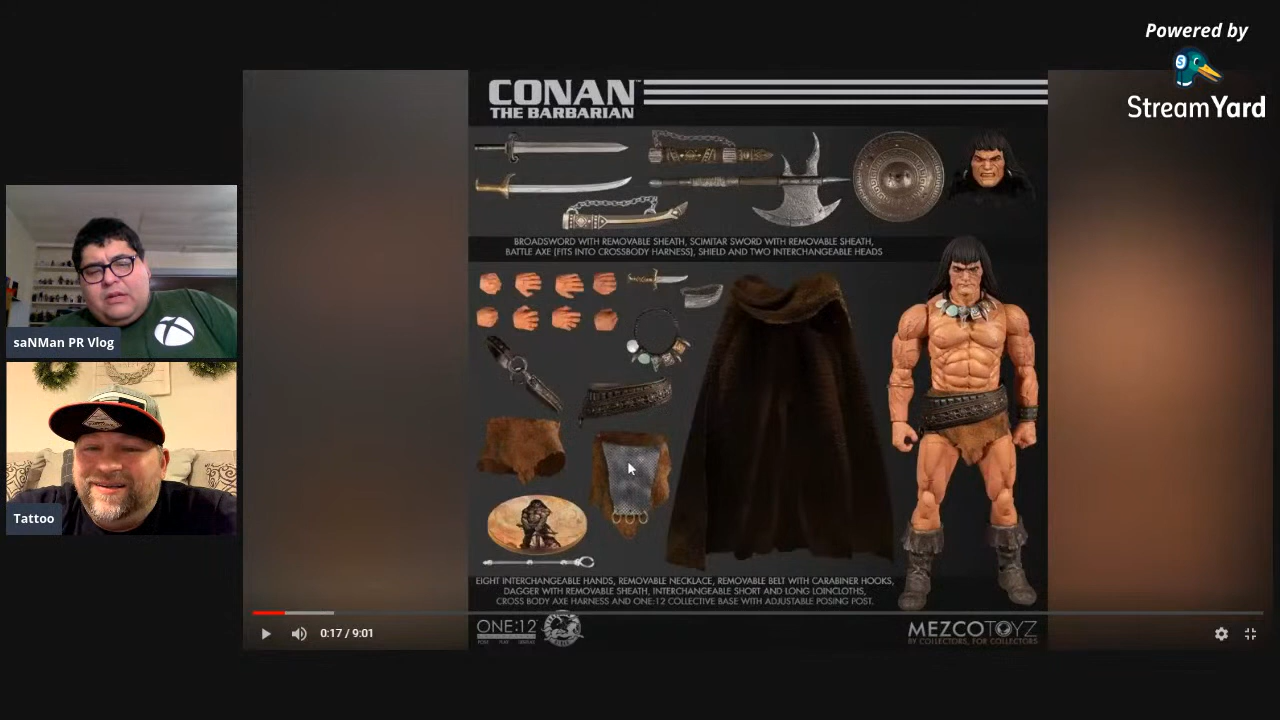 Powered by
StreamYard
CONAN
THE BARBARIAN
BROADSWORD WITH REMOVABLE SHEATH, SCIMITAR SWORD WITH REMOVABLE SHEATH,
BATTLE AXE (FITS INTO CROSSBODY HARNESS), SHIELD AND TWO INTERCHANGEABLE HEADS
saNMan PR Vlog
Tattoo
EIGHT INTERCHANGEABLE HANDS, REMOVABLE NECKLACE, REMOVABLE BELT WITH CARABINER HOOKS,
DAGGER WITH REMOVABLE SHEATH, INTERCHANGEABLE SHORT AND LONG LOINCLOTHS,
CROSS BODY AXE HARNESS AND ONE:12 COLLECTIVE BASE WITH ADJUSTABLE POSING POST.
ONE:12
MEZCOTOYZ
BY COLLECTORS, FOR COLLECTORS
0:17 / 9:01